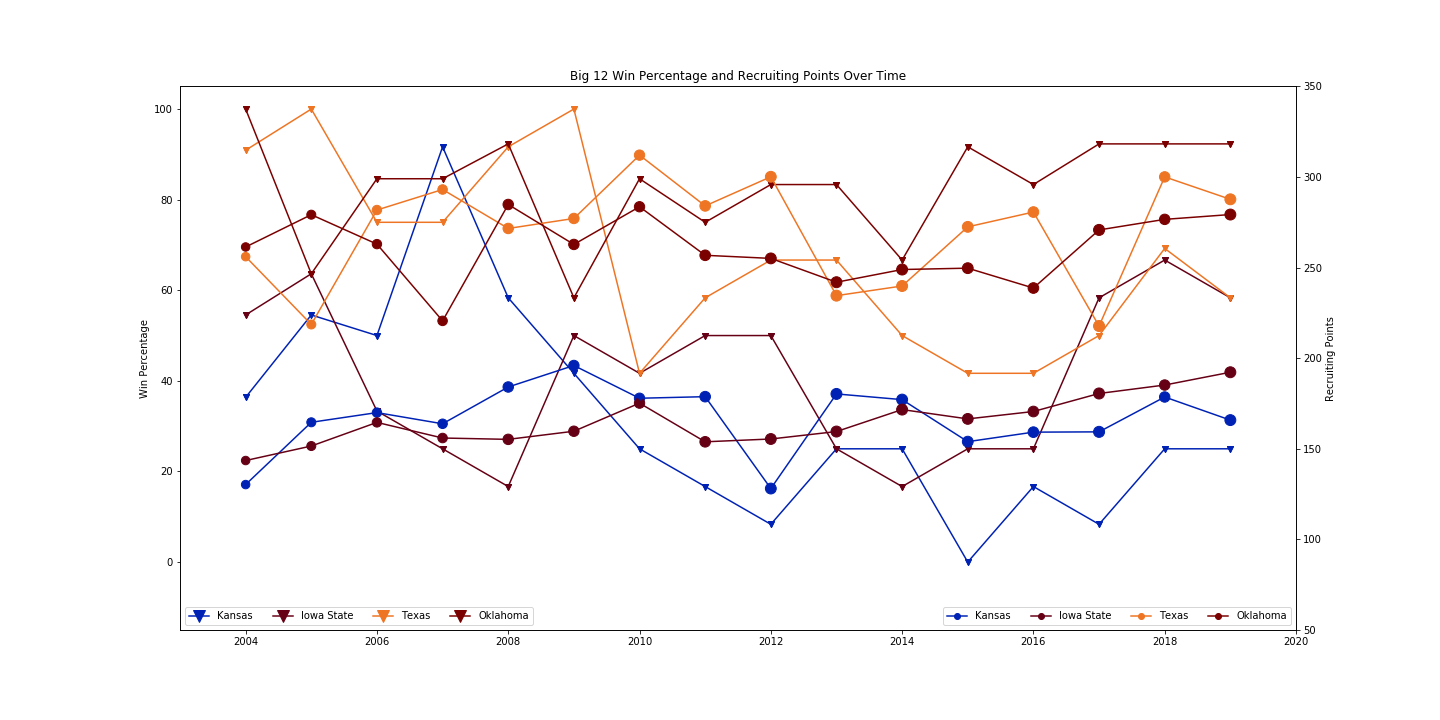 Big 12 Win Percentage and Recruiting Points Over Time
100
80
60
40
20
0
Win Percentage
350
300
250
200
150
100
50
Recruiting Points
Kansas Iowa State Texas Oklahoma
Kansas Iowa State Texas Oklahoma
2004 2006 2008 2010 2012 2014 2016 2018 2020